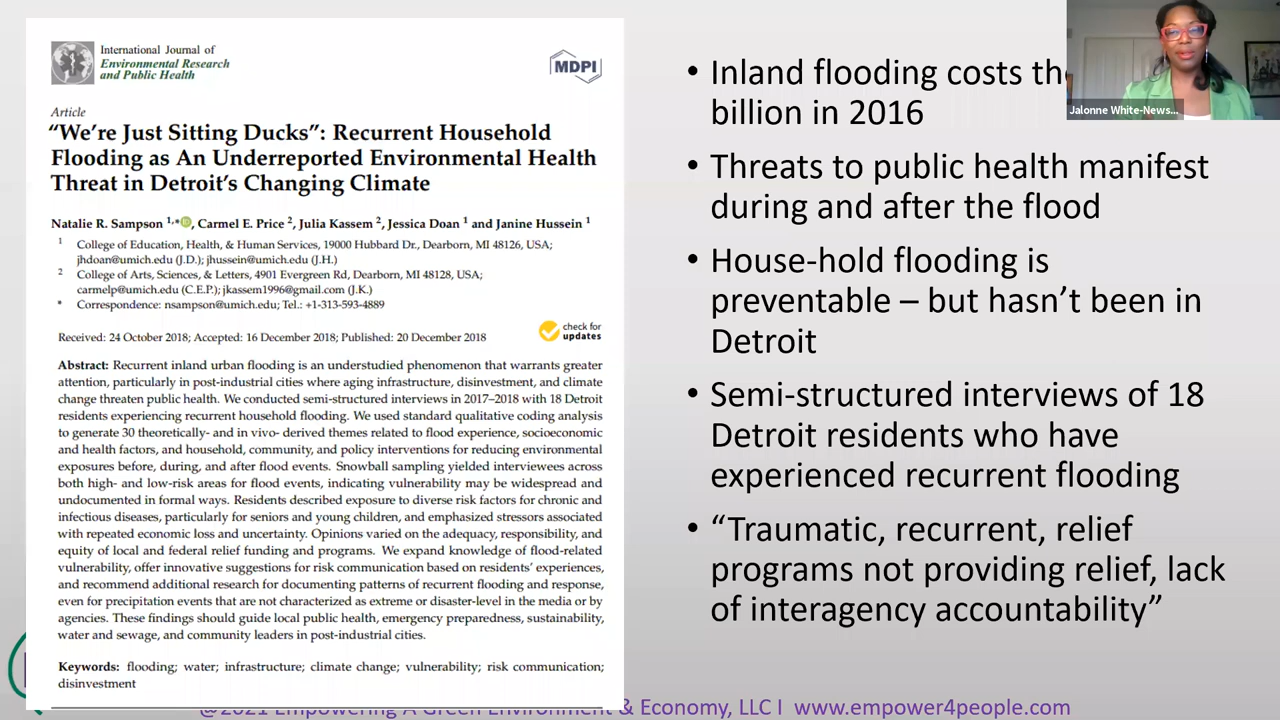 International Journal of
Environmental Research
and Public Health
MDPI
Article
“We’re Just Sitting Ducks”: Recurrent Household
Flooding as An Underreported Environmental Health
Threat in Detroit’s Changing Climate
Natalie R. Sampson 1,* iD, Carmel E. Price 2, Julia Kassem 2, Jessica Doan 1 and Janine Hussein 1
1 College of Education, Health, & Human Services, 19000 Hubbard Dr., Dearborn, MI 48126, USA;
jhdoan@umich.edu (J.D.); jhussein@umich.edu (J.H.)
2 College of Arts, Sciences, & Letters, 4901 Evergreen Rd, Dearborn, MI 48128, USA;
carmelp@umich.edu (C.E.P.); jkassem1996@gmail.com (J.K.)
* Correspondence: nsampson@umich.edu; Tel.: +1-313-593-4889
Received: 24 October 2018; Accepted: 16 December 2018; Published: 20 December 2018
check for
updates
Abstract: Recurrent inland urban flooding is an understudied phenomenon that warrants greater
attention, particularly in post-industrial cities where aging infrastructure, disinvestment, and climate
change threaten public health. We conducted semi-structured interviews in 2017–2018 with 18 Detroit
residents experiencing recurrent household flooding. We used standard qualitative coding analysis
to generate 30 theoretically- and in vivo- derived themes related to flood experience, socioeconomic
and health factors, and household, community, and policy interventions for reducing environmental
exposures before, during, and after flood events. Snowball sampling yielded interviewees across
both high- and low-risk areas for flood events, indicating vulnerability may be widespread and
undocumented in formal ways. Residents described exposure to diverse risk factors for chronic and
infectious diseases, particularly for seniors and young children, and emphasized stressors associated
with repeated economic loss and uncertainty. Opinions varied on the adequacy, responsibility, and
equity of local and federal relief funding and programs. We expand knowledge of flood-related
vulnerability, offer innovative suggestions for risk communication based on residents’ experiences,
and recommend additional research for documenting patterns of recurrent flooding and response,
even for precipitation events that are not characterized as extreme or disaster-level in the media or by
agencies. These findings should guide local public health, emergency preparedness, sustainability,
water and sewage, and community leaders in post-industrial cities.
Keywords: flooding; water; infrastructure; climate change; vulnerability; risk communication;
disinvestment
• Inland flooding costs
billion in 2016
• Threats to public health manifest
during and after the flood
• House-hold flooding is
preventable – but hasn’t been in
Detroit
• Semi-structured interviews of 18
Detroit residents who have
experienced recurrent flooding
• “Traumatic, recurrent, relief
programs not providing relief, lack
of interagency accountability”
Jalonne White-News...
@2021 Empowering A Green Environment & Economy, LLC I www.empower4people.com